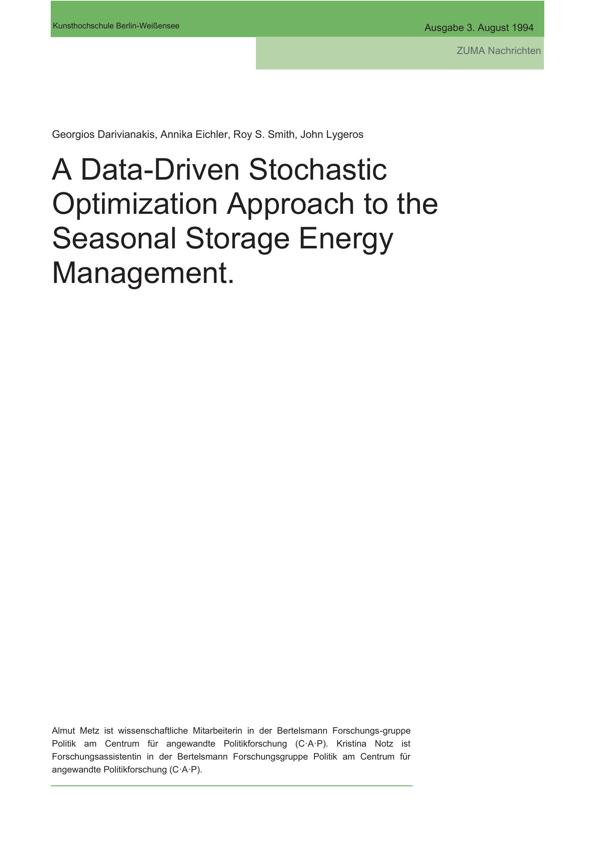 Kunsthochschule Berlin-Weißensee
Ausgabe 3. August 1994
ZUMA Nachrichten
Georgios Darivianakis, Annika Eichler, Roy S. Smith, John Lygeros
A Data-Driven Stochastic
Optimization Approach to the
Seasonal Storage Energy
Management.
Almut Metz ist wissenschaftliche Mitarbeiterin in der Bertelsmann Forschungs-gruppe
Politik am Centrum für angewandte Politikforschung (C·A·P). Kristina Notz ist
Forschungsassistentin in der Bertelsmann Forschungsgruppe Politik am Centrum für
angewandte Politikforschung (C·A·P).